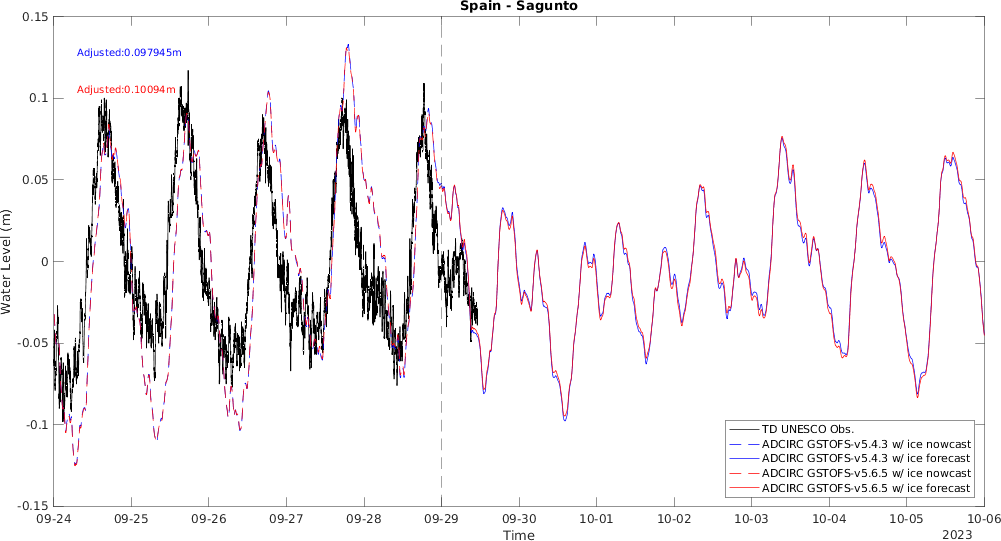 Spain - Sagunto
0.15
0.1
0.05
0
-0.05
-0.1
-0.15
Water Level (m)
Adjusted:0.097945m
Adjusted:0.10094m
TD UNESCO Obs.
ADCIRC GSTOFS-v5.4.3 w/ ice nowcast
ADCIRC GSTOFS-v5.4.3 w/ ice forecast
ADCIRC GSTOFS-v5.6.5 w/ ice nowcast
ADCIRC GSTOFS-v5.6.5 w/ ice forecast
09-24 09-25 09-26 09-27 09-28 09-29 09-30 10-01 10-02 10-03 10-04 10-05 10-06
Time
2023